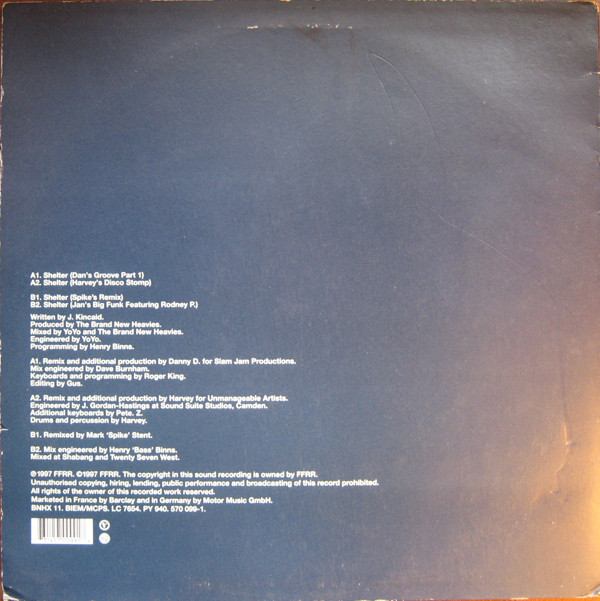 A1. Shelter (Dan's Groove Part 1)
A2. Shelter (Harvey's Disco Stomp)
B1. Shelter (Spike's Remix)
B2. Shelter (Jan's Big Funk Featuring Rodney P.)
Written by J. Kincaid.
Produced by The Brand New Heavies.
Mixed by YoYo and The Brand New Heavies.
Engineered by YoYo.
Programming by Henry Binns.
A1. Remix and additional production by Danny D. for Slam Jam Productions.
Mix engineered by Dave Burnham.
Keyboards and programming by Roger King.
Editing by Gus.
A2. Remix and additional production by Harvey for Unmanageable Artists.
Engineered by J. Gordan-Hastings at Sound Suite Studios, Camden.
Additional keyboards by Pete. Z.
Drums and percussion by Harvey.
B1. Remixed by Mark 'Spike' Stent.
B2. Mix engineered by Henry 'Bass' Binns.
Mixed at Shabang and Twenty Seven West.
℗1997 FFRR. ©1997 FFRR. The copyright in this sound recording is owned by FFRR.
Unauthorised copying, hiring, lending, public performance and broadcasting of this record prohibited.
All rights of the owner of this recorded work reserved.
Marketed in France by Barclay and in Germany by Motor Music GmbH.
BNHX 11. BIEM/MCPS. LC 7654. PY 940. 570 099-1.